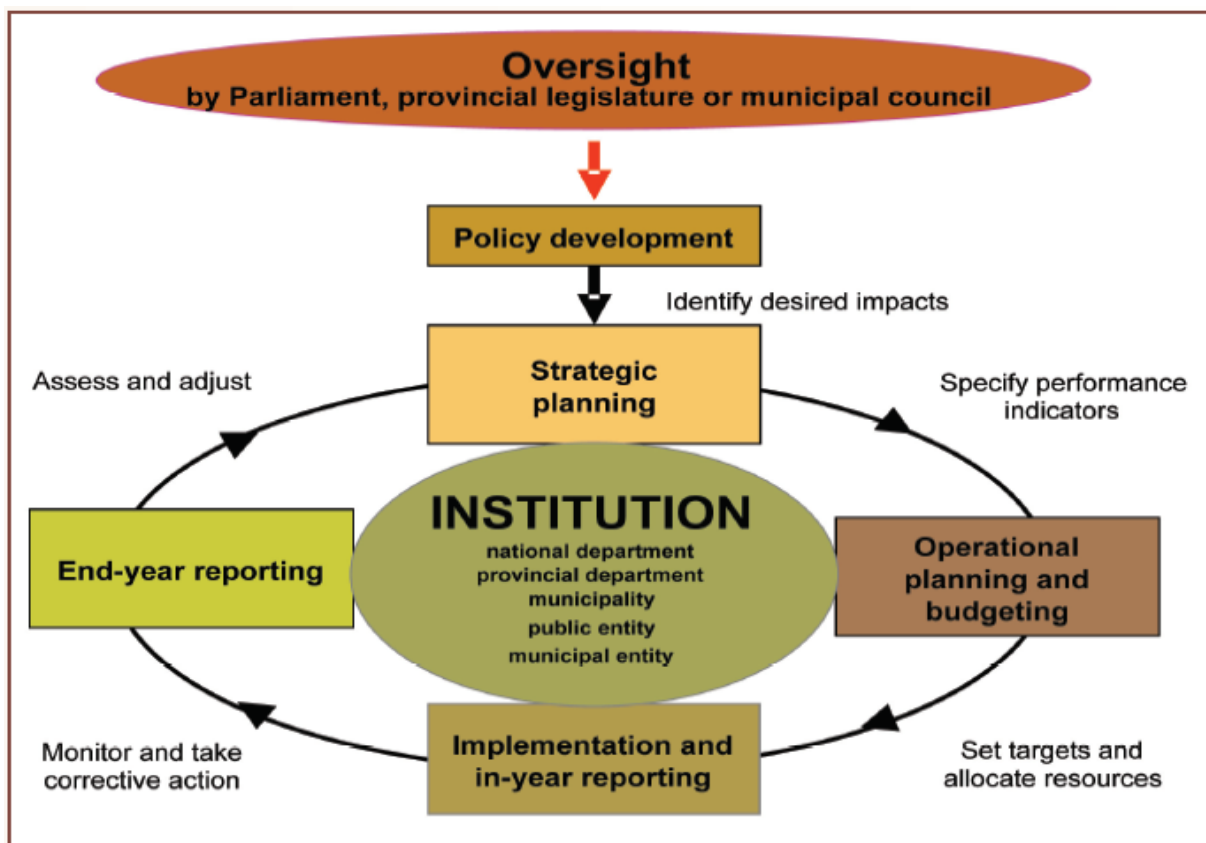 Oversight
by Parliament, provincial legislature or municipal council
Policy development
Identify desired impacts
Strategic
planning
Assess and adjust
Specify performance
indicators
INSTITUTION
national department
provincial department
municipality
public entity
municipal entity
End-year reporting
Operational
planning and
budgeting
Implementation and
in-year reporting
Monitor and take
corrective action
Set targets and
allocate resources